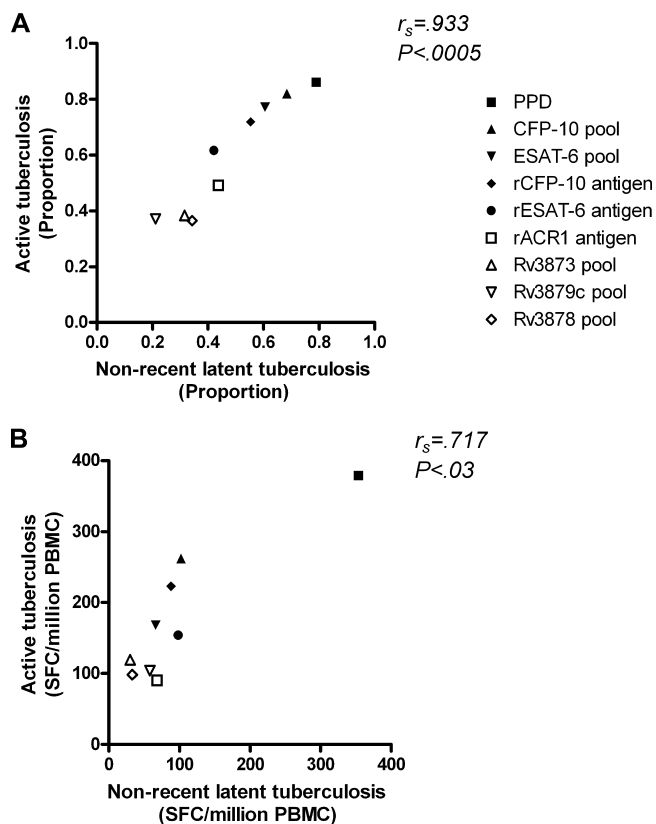 A
r_s=.933
P<.0005
1.0
0.8
0.6
0.4
0.2
0.0
Active tuberculosis
(Proportion)
0.0 0.2 0.4 0.6 0.8 1.0
Non-recent latent tuberculosis
(Proportion)
PPD
CFP-10 pool
ESAT-6 pool
rCFP-10 antigen
rESAT-6 antigen
rACR1 antigen
Rv3873 pool
Rv3879c pool
Rv3878 pool
B
r_s=.717
P<.03
400
300
200
100
0
Active tuberculosis
(SFC/million PBMC)
0 100 200 300 400
Non-recent latent tuberculosis
(SFC/million PBMC)